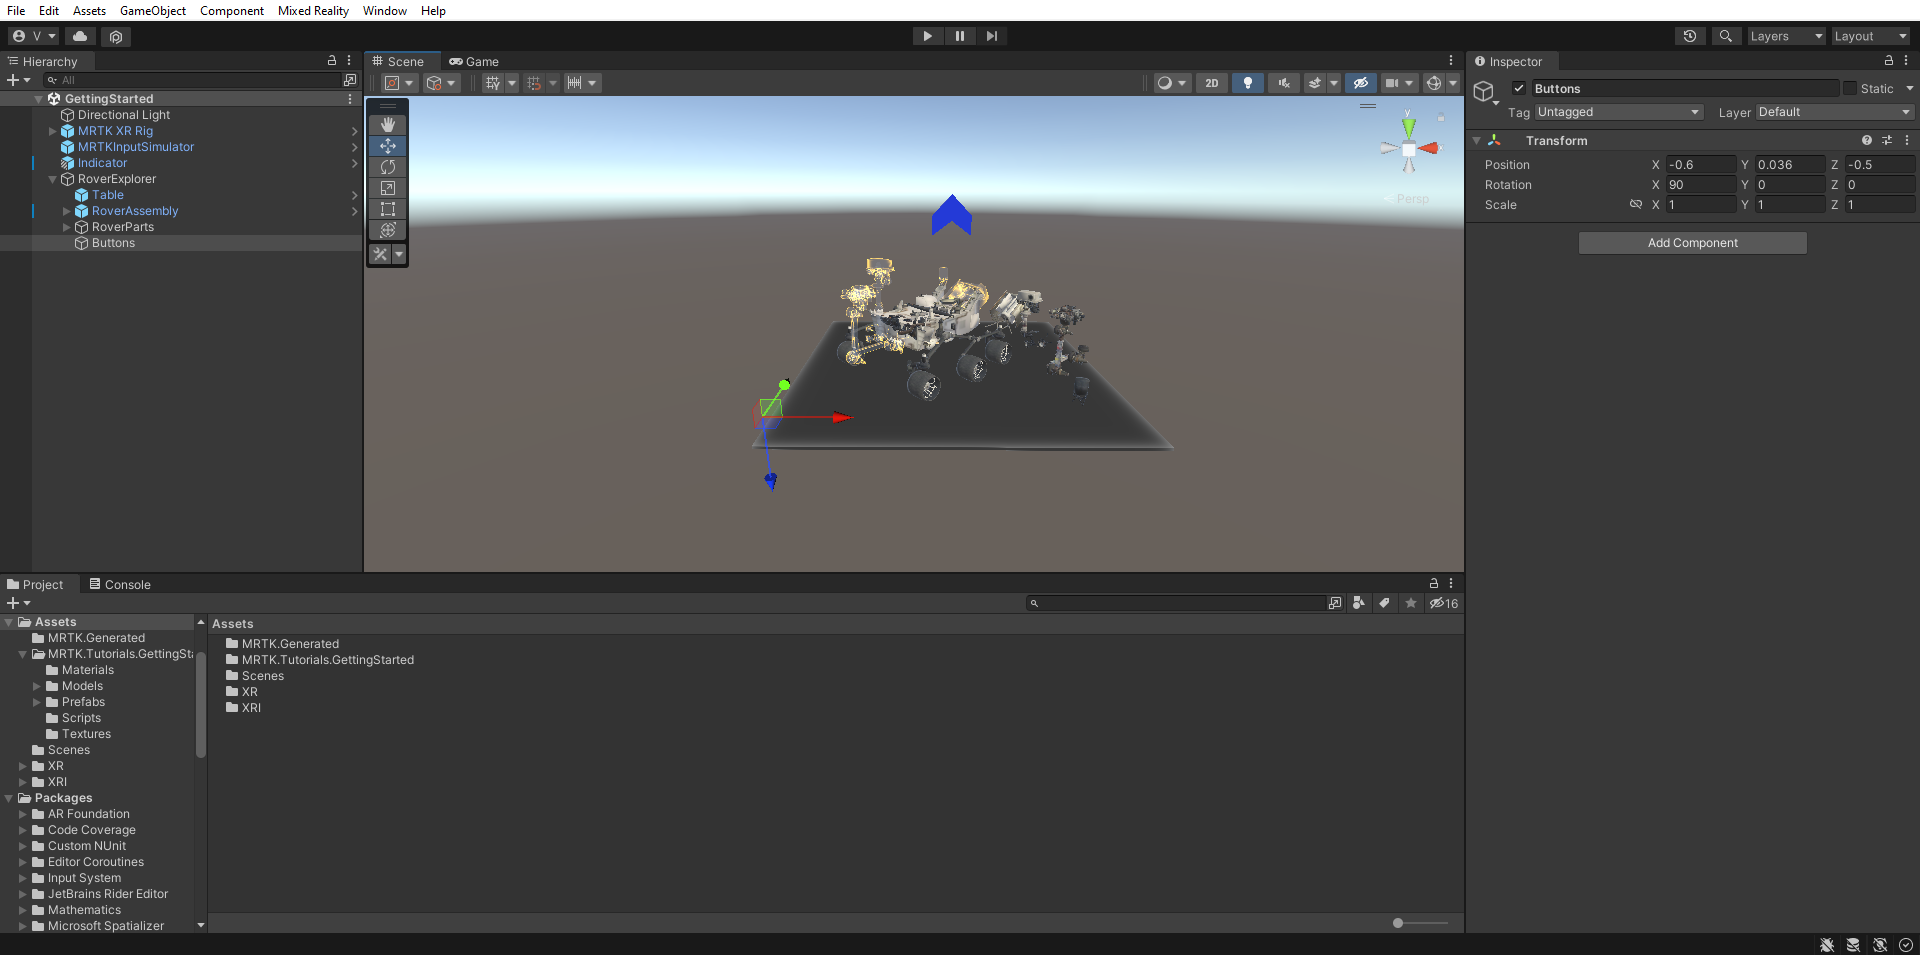 File Edit Assets GameObject Component Mixed Reality Window Help
V Layers Layout
Hierarchy
All
GettingStarted
Directional Light
MRTK XR Rig
MRTKInputSimulator
Indicator
RoverExplorer
Table
RoverAssembly
RoverParts
Buttons
Scene Game
2D
y
Persp
Inspector
Buttons Static
Tag Untagged Layer Default
Transform
Position X -0.6 Y 0.036 Z -0.5
Rotation X 90 Y 0 Z 0
Scale X 1 Y 1 Z 1
Add Component
Project Console
16
Assets
MRTK.Generated
MRTK.Tutorials.GettingSta
Materials
Models
Prefabs
Scripts
Textures
Scenes
XR
XRI
Packages
AR Foundation
Code Coverage
Custom NUnit
Editor Coroutines
Input System
JetBrains Rider Editor
Mathematics
Microsoft Spatializer
Assets
MRTK.Generated
MRTK.Tutorials.GettingStarted
Scenes
XR
XRI